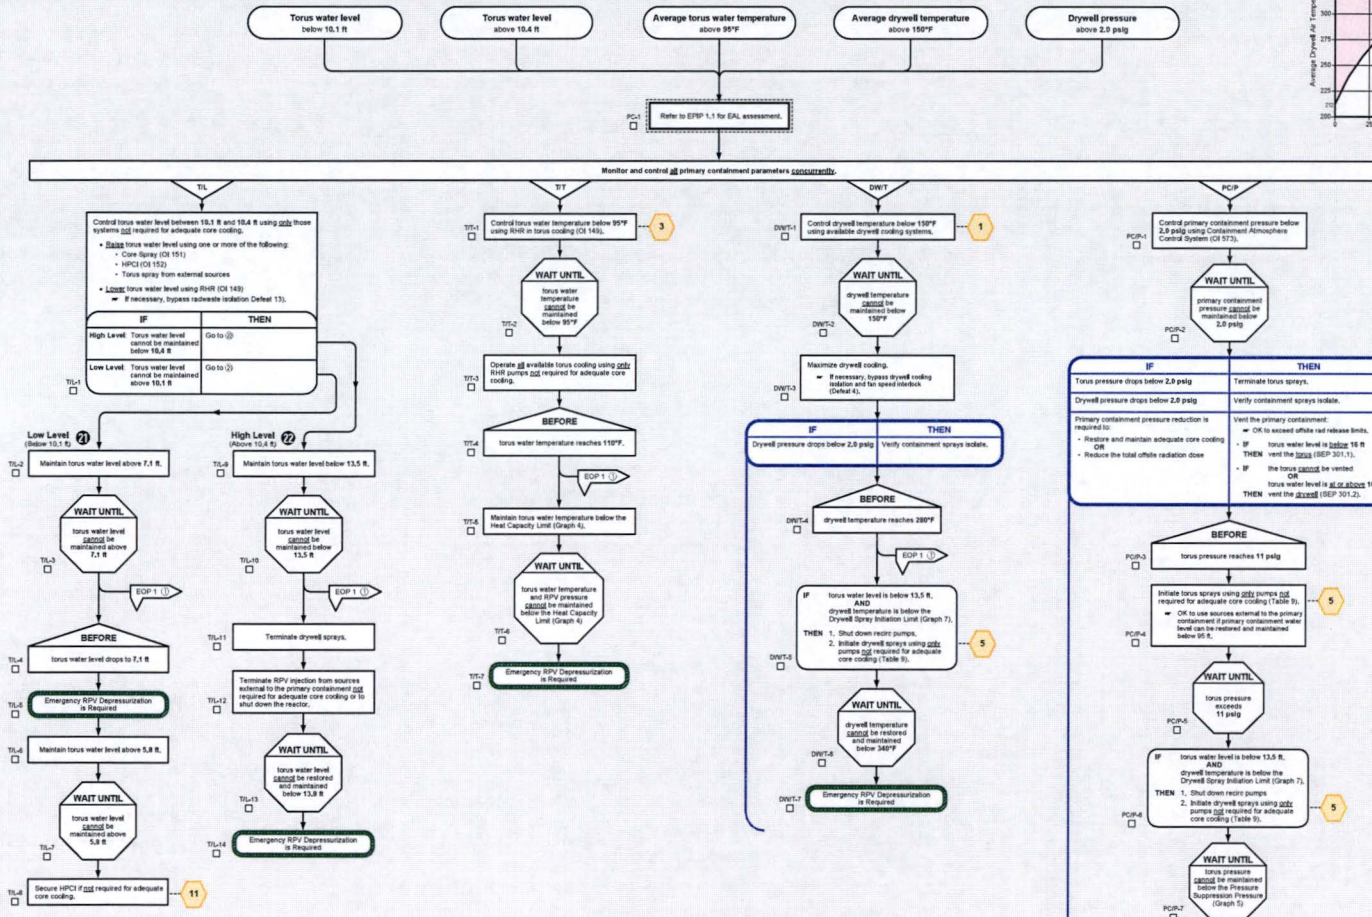 Torus water level
below 10.1 ft
Torus water level
above 10.4 ft
Average torus water temperature
above 95°F
Average drywell temperature
above 150°F
Drywell pressure
above 2.0 psig
Average Drywell Air
300
275
250
225
200
0
PC-1
Refer to EPIP 1.1 for EAL assessment.
Monitor and control all primary containment parameters concurrently.
T/L
Control torus water level between 10.1 ft and 10.4 ft using only those
systems not required for adequate core cooling.
• Raise torus water level using one or more of the following:
• Core Spray (OI 151)
• HPCI (OI 152)
• Torus spray from external sources
• Lower torus water level using RHR (OI 149)
☛ If necessary, bypass radwaste isolation Defeat 13).
IF
THEN
High Level
Torus water level
cannot be maintained
below 10.4 ft
Go to
Low Level
Torus water level
cannot be maintained
above 10.1 ft
Go to
T/L-1
Low Level 21
(Below 10.1 ft)
T/L-2
Maintain torus water level above 7.1 ft.
WAIT UNTIL
torus water level
cannot be
maintained above
7.1 ft
T/L-3
EOP 1 ①
BEFORE
torus water level drops to 7.1 ft
T/L-4
Emergency RPV Depressurization
is Required
T/L-5
T/L-6
Maintain torus water level above 5.8 ft.
WAIT UNTIL
torus water level
cannot be
maintained above
5.8 ft
T/L-7
T/L-8
Secure HPCI if not required for adequate
core cooling.
11
High Level 22
(Above 10.4 ft)
T/L-9
Maintain torus water level below 13.5 ft.
WAIT UNTIL
torus water level
cannot be
maintained below
13.5 ft
T/L-10
EOP 1 ①
T/L-11
Terminate drywell sprays.
Terminate RPV injection from sources
external to the primary containment not
required for adequate core cooling or to
shut down the reactor.
T/L-12
WAIT UNTIL
torus water level
cannot be restored
and maintained
below 13.9 ft
T/L-13
T/L-14
Emergency RPV Depressurization
is Required
T/T
T/T-1
Control torus water temperature below 95°F
using RHR in torus cooling (OI 149).
3
WAIT UNTIL
torus water
temperature
cannot be
maintained
below 95°F
T/T-2
Operate all available torus cooling using only
RHR pumps not required for adequate core
cooling.
T/T-3
BEFORE
torus water temperature reaches 110°F.
T/T-4
EOP 1 ①
Maintain torus water temperature below the
Heat Capacity Limit (Graph 4).
T/T-5
WAIT UNTIL
torus water temperature
and RPV pressure
cannot be maintained
below the Heat Capacity
Limit (Graph 4)
T/T-6
T/T-7
Emergency RPV Depressurization
is Required
DW/T
DW/T-1
Control drywell temperature below 150°F
using available drywell cooling systems.
1
WAIT UNTIL
drywell temperature
cannot be
maintained below
150°F
DW/T-2
Maximize drywell cooling.
☛ If necessary, bypass drywell cooling
isolation and fan speed interlock
(Defeat 4).
DW/T-3
IF
THEN
Drywell pressure drops below 2.0 psig
Verify containment sprays isolate.
BEFORE
drywell temperature reaches 280°F
DW/T-4
EOP 1 ①
IF torus water level is below 13.5 ft,
AND
drywell temperature is below the
Drywell Spray Initiation Limit (Graph 7),
THEN 1. Shut down recirc pumps.
2. Initiate drywell sprays using only
pumps not required for adequate
core cooling (Table 9).
5
DW/T-5
WAIT UNTIL
drywell temperature
cannot be restored
and maintained
below 340°F
DW/T-6
DW/T-7
Emergency RPV Depressurization
is Required
PC/P
PC/P-1
Control primary containment pressure below
2.0 psig using Containment Atmosphere
Control System (OI 573).
WAIT UNTIL
primary containment
pressure cannot be
maintained below
2.0 psig
PC/P-2
IF
THEN
Torus pressure drops below 2.0 psig
Terminate torus sprays.
Drywell pressure drops below 2.0 psig
Verify containment sprays isolate.
Primary containment pressure reduction is
required to:
• Restore and maintain adequate core cooling
OR
• Reduce the total offsite radiation dose
Vent the primary containment:
☛ OK to exceed offsite rad release limits.
• IF torus water level is below 16 ft
THEN vent the torus (SEP 301.1).
• IF the torus cannot be vented
OR
torus water level is at or above
THEN vent the drywell (SEP 301.2).
BEFORE
torus pressure reaches 11 psig
PC/P-3
Initiate torus sprays using only pumps not
required for adequate core cooling (Table 9).
☛ OK to use sources external to the primary
containment if primary containment water
level can be restored and maintained
below 95 ft.
5
PC/P-4
WAIT UNTIL
torus pressure
exceeds
11 psig
PC/P-5
IF torus water level is below 13.5 ft,
AND
drywell temperature is below the
Drywell Spray Initiation Limit (Graph 7),
THEN 1. Shut down recirc pumps
2. Initiate drywell sprays using only
pumps not required for adequate
core cooling (Table 9).
5
PC/P-6
WAIT UNTIL
torus pressure
cannot be maintained
below the Pressure
Suppression Pressure
(Graph 5)
PC/P-7